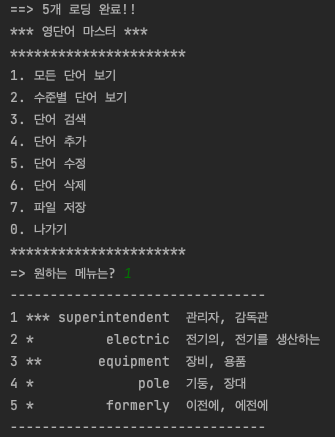 ==> 5개 로딩 완료!!
*** 영단어 마스터 ***
**********************
1. 모든 단어 보기
2. 수준별 단어 보기
3. 단어 검색
4. 단어 추가
5. 단어 수정
6. 단어 삭제
7. 파일 저장
0. 나가기
**********************
=> 원하는 메뉴는? 1
--------------------------------
1 *** superintendent  관리자, 감독관
2 *         electric  전기의, 전기를 생산하는
3 **       equipment  장비, 용품
4 *             pole  기둥, 장대
5 *         formerly  이전에, 예전에
--------------------------------